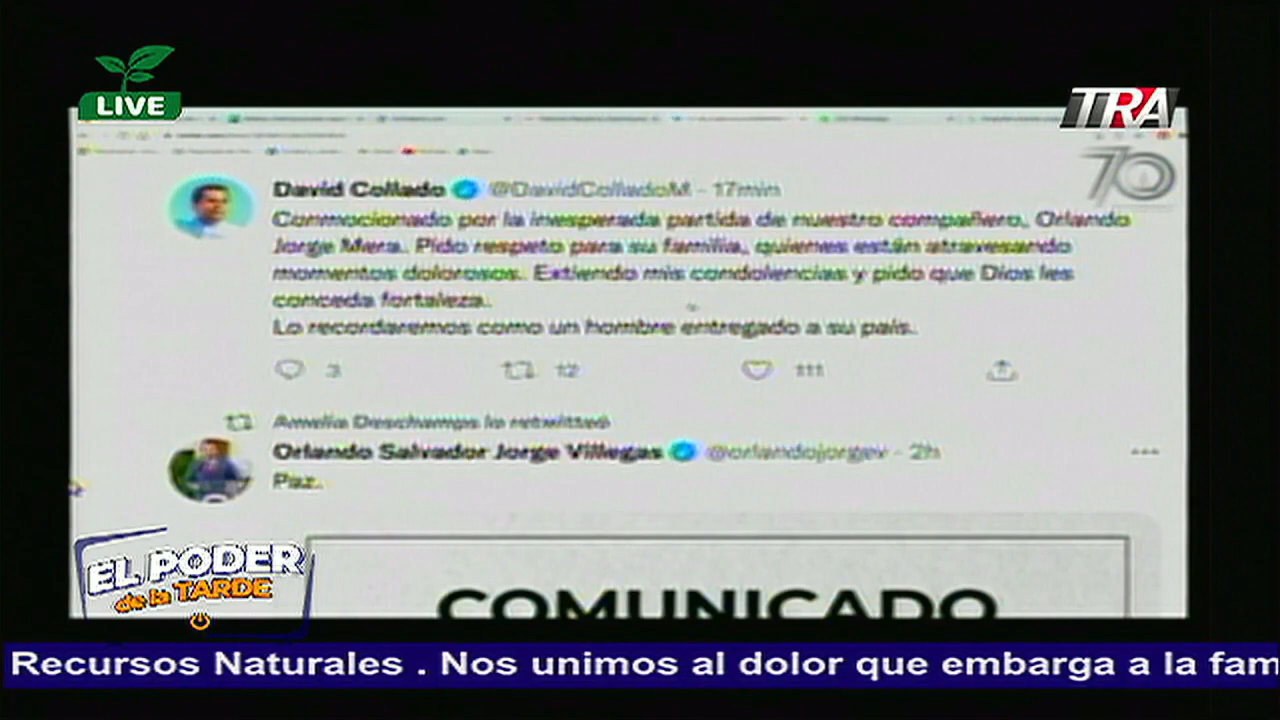 LIVE
TRA
70
David Collado @DavidColladoM - 17min
Conmocionado por la inesperada partida de nuestro compañero, Orlando
Jorge Mera. Pido respeto para su familia, quienes están atravesando
momentos dolorosos. Extiendo mis condolencias y pido que Dios les
conceda fortaleza.
Lo recordaremos como un hombre entregado a su país.
3 12 111
Amelia Deschamps lo retwitteó
Orlando Salvador Jorge Villegas @orlandojorgev - 2h
Paz.
COMUNICADO
EL PODER
de la TARDE
Recursos Naturales . Nos unimos al dolor que embarga a la fam